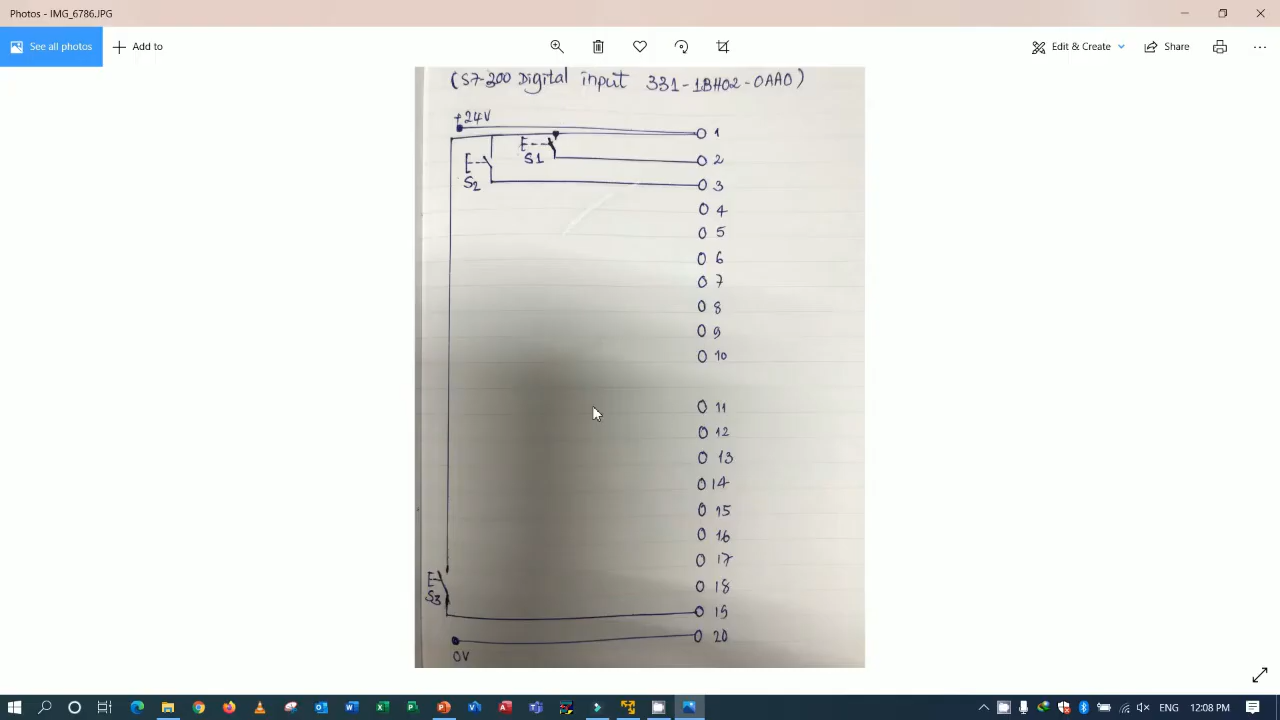 Photos - IMG_6786.JPG
See all photos
Add to
Edit & Create
Share
(S7-300 Digital input 331-1BH02-0AA0)
+24V
1
S1
2
S2
3
4
5
6
7
8
9
10
11
12
13
14
15
16
17
18
S3
19
20
0V
ENG
12:08 PM